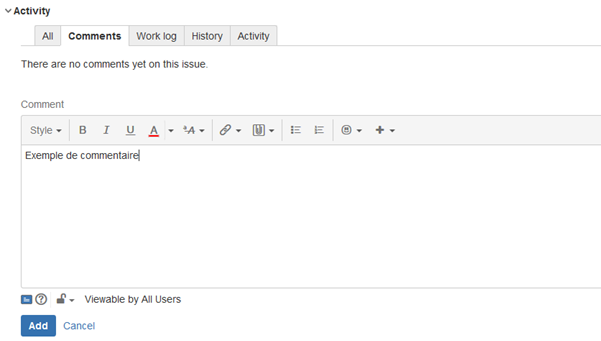 Activity
All Comments Work log History Activity
There are no comments yet on this issue.
Comment
Style B I U A A
Exemple de commentaire
Viewable by All Users
Add Cancel